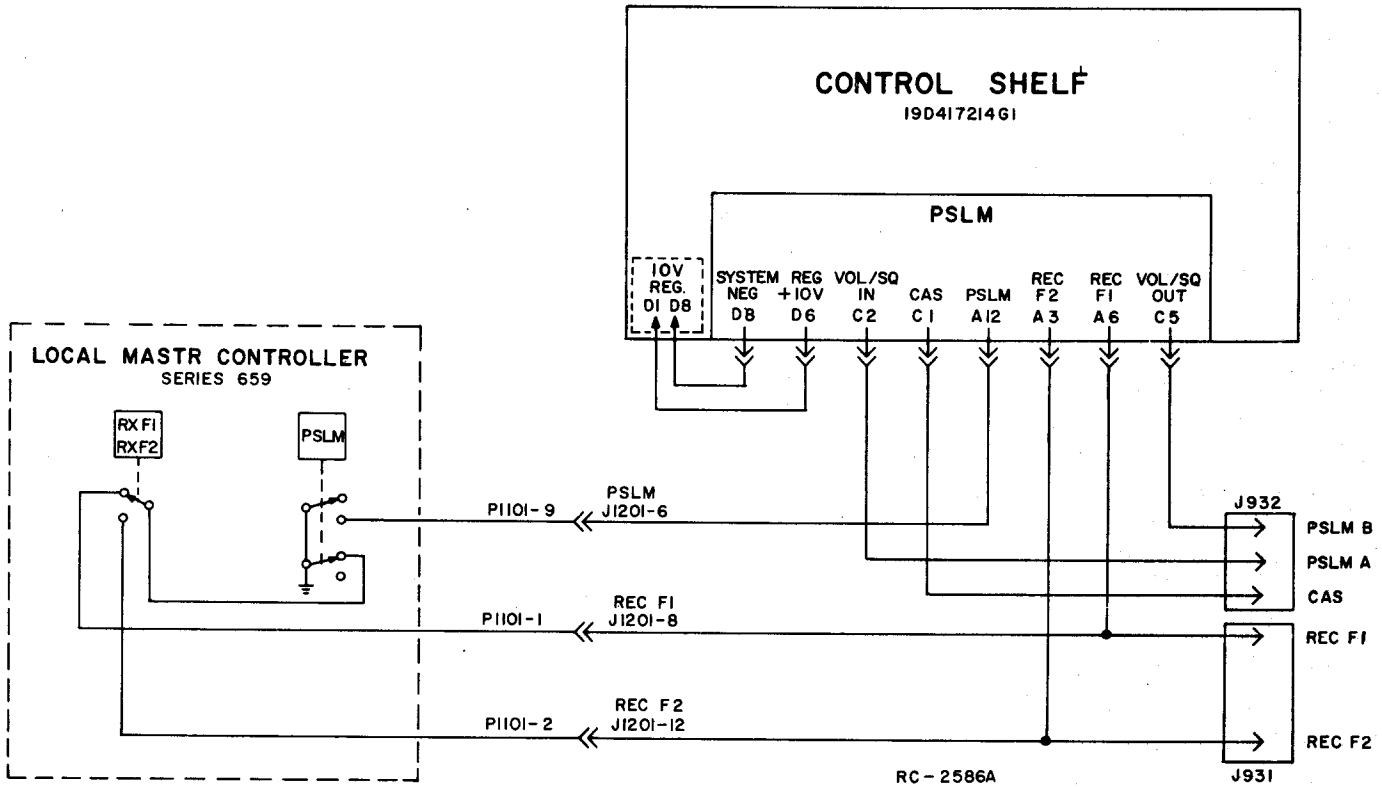 CONTROL SHELF
19D417214G1
PSLM
10V
REG.
D1 D8
SYSTEM
NEG
D8
REG
+10V
D6
VOL/SQ
IN
C2
CAS
C1
PSLM
A12
REC
F2
A3
REC
F1
A6
VOL/SQ
OUT
C5
LOCAL MASTR CONTROLLER
SERIES 659
RX F1
RXF2
PSLM
P1101-9
PSLM
J1201-6
P1101-1
REC F1
J1201-8
P1101-2
REC F2
J1201-12
J932
PSLM B
PSLM A
CAS
REC F1
REC F2
J931
RC-2586A